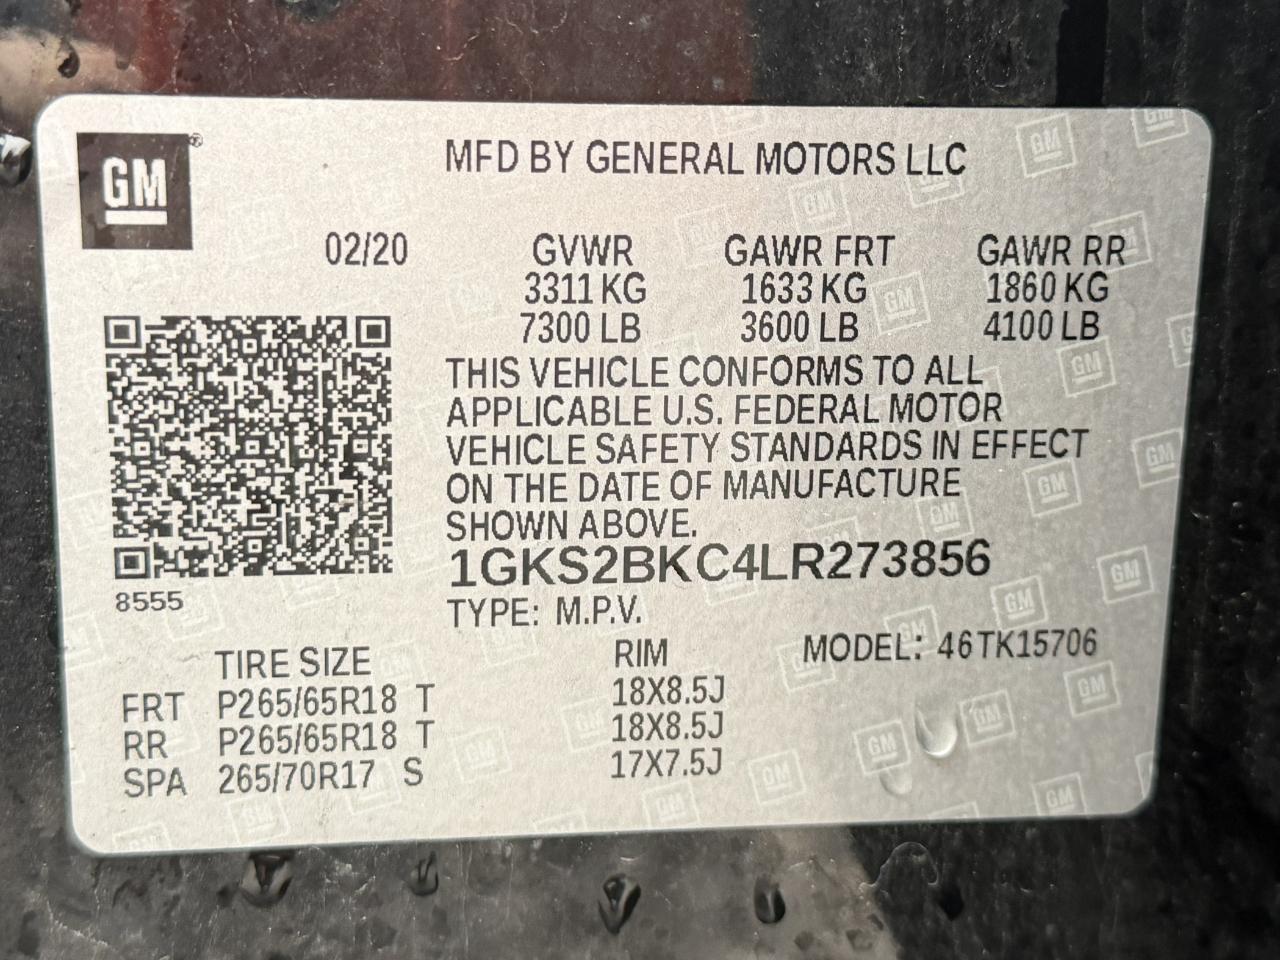 GM®
MFD BY GENERAL MOTORS LLC
02/20 GVWR GAWR FRT GAWR RR
3311 KG 1633 KG 1860 KG
7300 LB 3600 LB 4100 LB
THIS VEHICLE CONFORMS TO ALL
APPLICABLE U.S. FEDERAL MOTOR
VEHICLE SAFETY STANDARDS IN EFFECT
ON THE DATE OF MANUFACTURE
SHOWN ABOVE.
1GKS2BKC4LR273856
8555
TYPE: M.P.V.
MODEL: 46TK15706
TIRE SIZE RIM
FRT P265/65R18 T 18X8.5J
RR P265/65R18 T 18X8.5J
SPA 265/70R17 S 17X7.5J